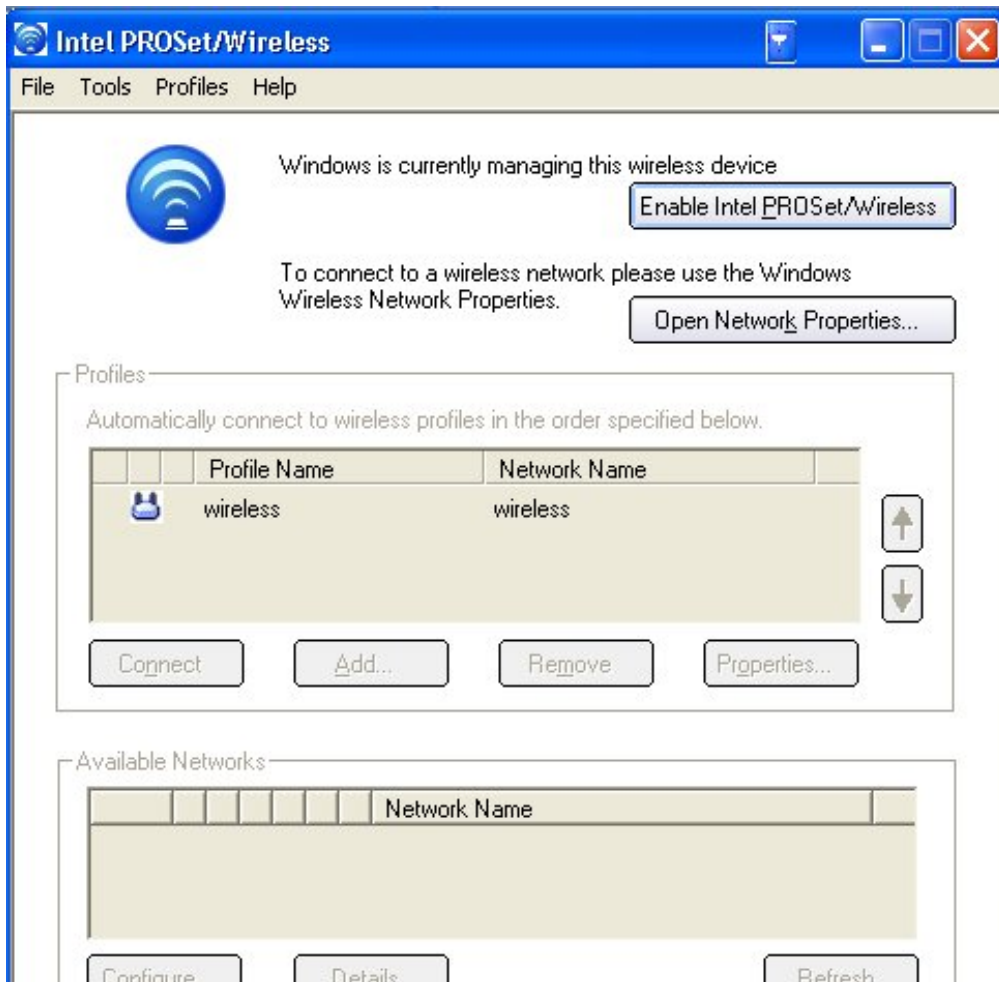 Intel PROSet/Wireless
File Tools Profiles Help
Windows is currently managing this wireless device
Enable Intel PROSet/Wireless
To connect to a wireless network please use the Windows
Wireless Network Properties.
Open Network Properties...
Profiles
Automatically connect to wireless profiles in the order specified below.
Profile Name Network Name
wireless wireless
Connect Add... Remove Properties...
Available Networks
Network Name
Configure... Details... Refresh